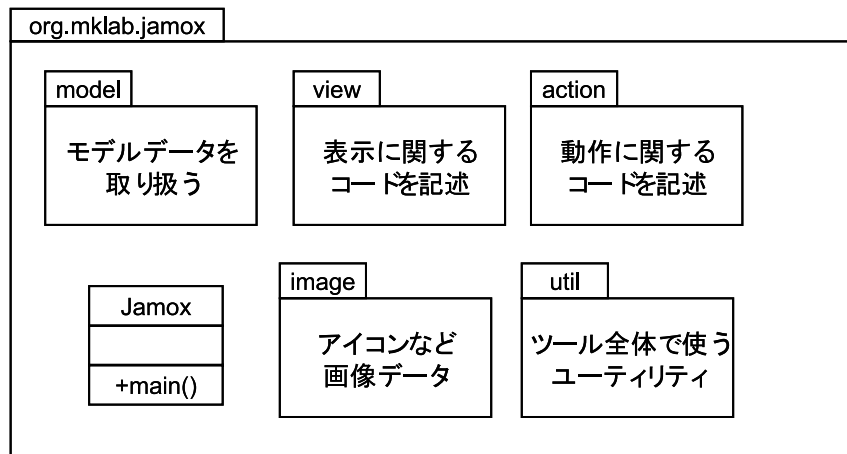 org.mklab.jamox
model
モデルデータを
取り扱う
view
表示に関する
コードを記述
action
動作に関する
コードを記述
Jamox
+main()
image
アイコンなど
画像データ
util
ツール全体で使う
ユーティリティ